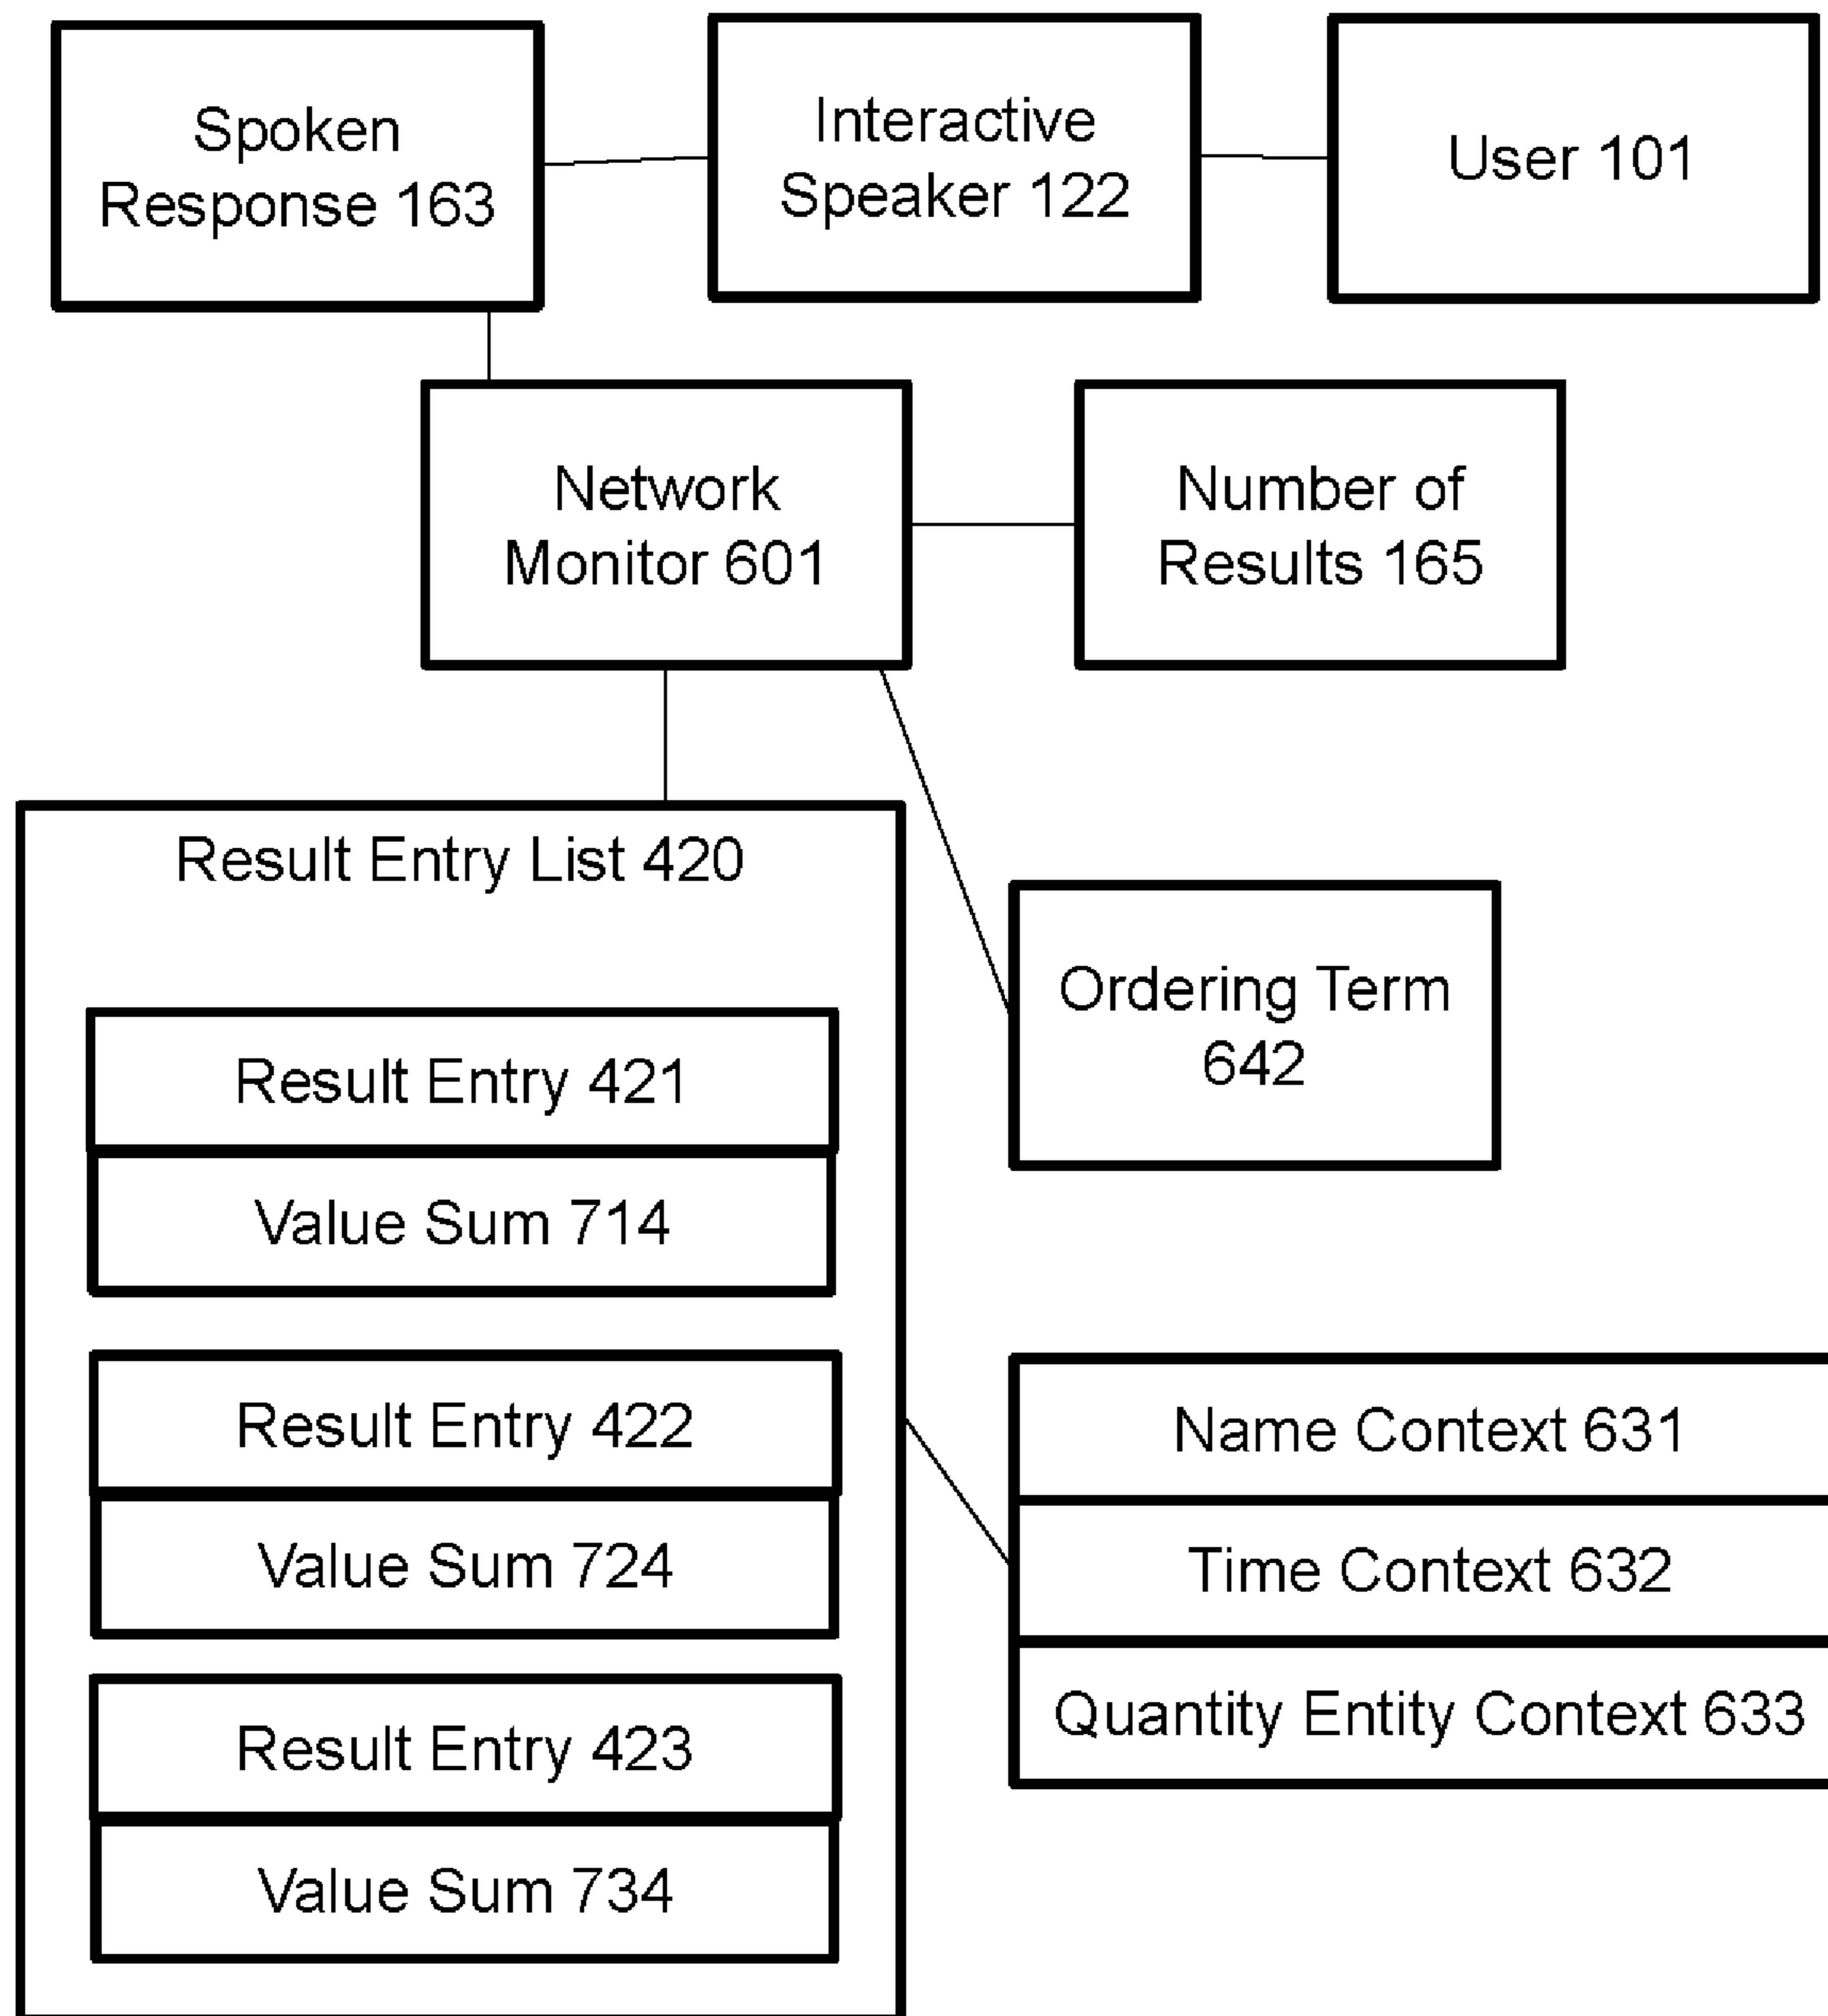 Spoken
Response 163
Interactive
Speaker 122
User 101
Network
Monitor 601
Number of
Results 165
Result Entry List 420
Ordering Term
642
Result Entry 421
Value Sum 714
Result Entry 422
Value Sum 724
Result Entry 423
Value Sum 734
Name Context 631
Time Context 632
Quantity Entity Context 633